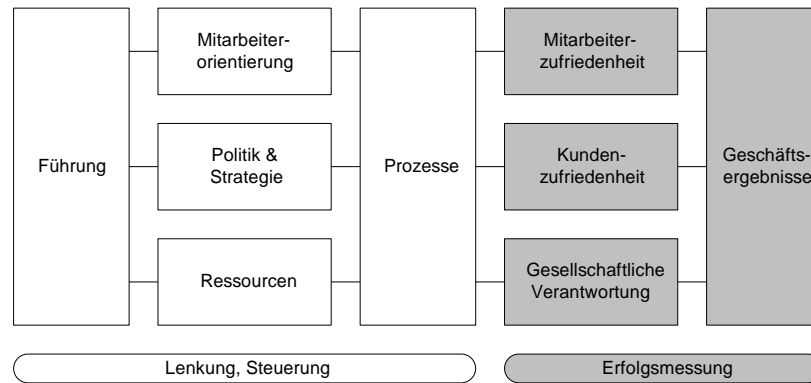 Führung
Mitarbeiter-
orientierung
Politik &
Strategie
Ressourcen
Prozesse
Mitarbeiter-
zufriedenheit
Kunden-
zufriedenheit
Gesellschaftliche
Verantwortung
Geschäfts-
ergebnisse
Lenkung, Steuerung
Erfolgsmessung